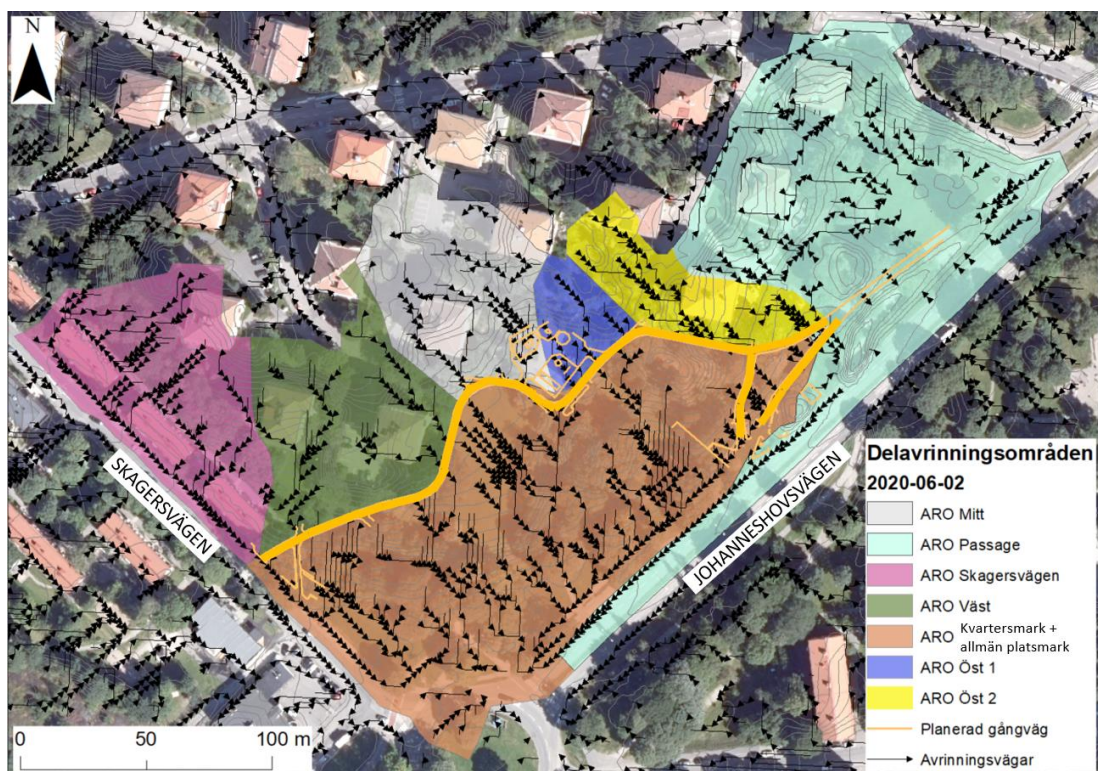 N
SKAGERSVÄGEN
JOHANNESHOVSVÄGEN
0 50 100 m
Delavrinningsområden
2020-06-02
ARO Mitt
ARO Passage
ARO Skagersvägen
ARO Väst
ARO Kvartersmark +
allmän platsmark
ARO Öst 1
ARO Öst 2
Planerad gångväg
Avrinningsvägar